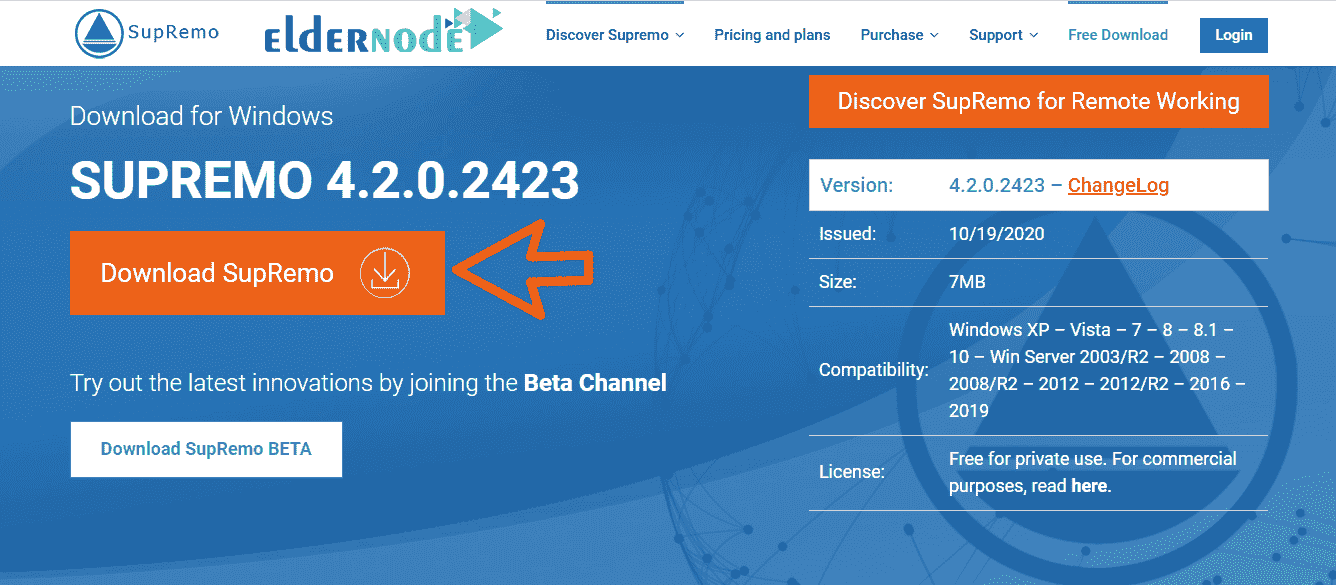 SupRemo
ELDERNODE
Discover Supremo
Pricing and plans
Purchase
Support
Free Download
Login
Download for Windows
SUPREMO 4.2.0.2423
Download SupRemo
Try out the latest innovations by joining the Beta Channel
Download SupRemo BETA
Discover SupRemo for Remote Working
Version: 4.2.0.2423 – ChangeLog
Issued: 10/19/2020
Size: 7MB
Compatibility: Windows XP – Vista – 7 – 8 – 8.1 –
10 – Win Server 2003/R2 – 2008 –
2008/R2 – 2012 – 2012/R2 – 2016 –
2019
License: Free for private use. For commercial
purposes, read here.